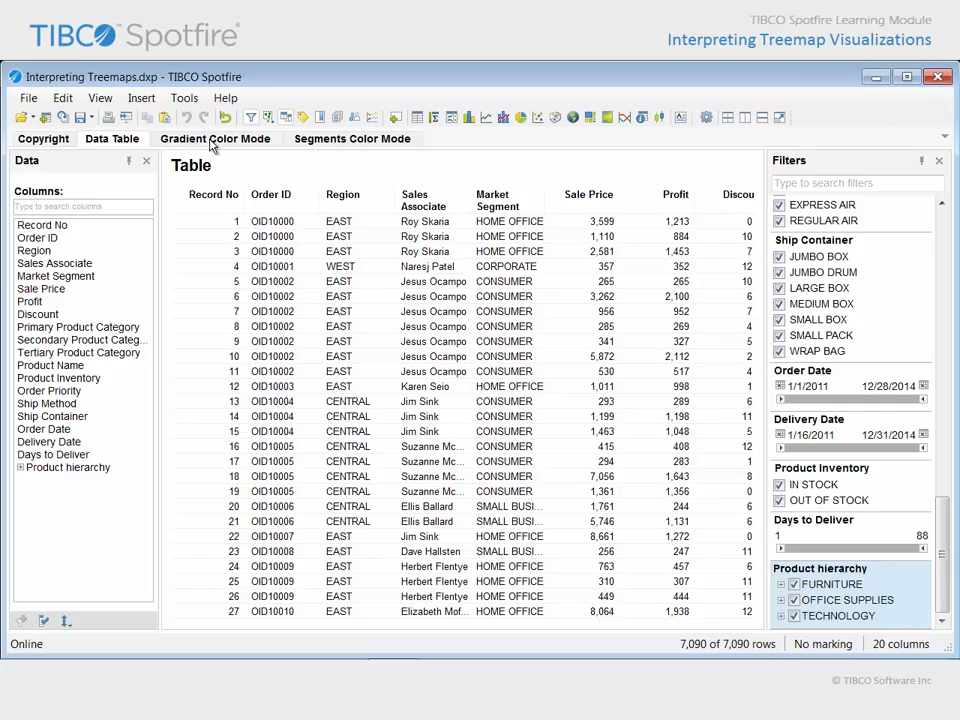 TIBCO Spotfire®
TIBCO Spotfire Learning Module
Interpreting Treemap Visualizations
Interpreting Treemaps.dxp - TIBCO Spotfire
File Edit View Insert Tools Help
Copyright Data Table Gradient Color Mode Segments Color Mode
Data
Columns:
Type to search columns
Record No
Order ID
Region
Sales Associate
Market Segment
Sale Price
Profit
Discount
Primary Product Category
Secondary Product Categ...
Tertiary Product Category
Product Name
Product Inventory
Order Priority
Ship Method
Ship Container
Order Date
Delivery Date
Days to Deliver
Product hierarchy
Table
Record No Order ID Region Sales Associate Market Segment Sale Price Profit Discou
1 OID10000 EAST Roy Skaria HOME OFFICE 3,599 1,213 0
2 OID10000 EAST Roy Skaria HOME OFFICE 1,110 884 10
3 OID10000 EAST Roy Skaria HOME OFFICE 2,581 1,453 7
4 OID10001 WEST Naresj Patel CORPORATE 357 352 12
5 OID10002 EAST Jesus Ocampo CONSUMER 265 265 10
6 OID10002 EAST Jesus Ocampo CONSUMER 3,262 2,100 6
7 OID10002 EAST Jesus Ocampo CONSUMER 956 952 7
8 OID10002 EAST Jesus Ocampo CONSUMER 285 269 4
9 OID10002 EAST Jesus Ocampo CONSUMER 341 327 5
10 OID10002 EAST Jesus Ocampo CONSUMER 5,872 2,112 2
11 OID10002 EAST Jesus Ocampo CONSUMER 530 517 4
12 OID10003 EAST Karen Seio HOME OFFICE 1,011 998 1
13 OID10004 CENTRAL Jim Sink CONSUMER 293 289 6
14 OID10004 CENTRAL Jim Sink CONSUMER 1,199 1,198 11
15 OID10004 CENTRAL Jim Sink CONSUMER 1,463 1,048 5
16 OID10005 CENTRAL Suzanne Mc... CONSUMER 415 408 12
17 OID10005 CENTRAL Suzanne Mc... CONSUMER 294 283 1
18 OID10005 CENTRAL Suzanne Mc... CONSUMER 7,056 1,643 8
19 OID10005 CENTRAL Suzanne Mc... CONSUMER 1,361 1,356 0
20 OID10006 CENTRAL Ellis Ballard SMALL BUSI... 1,761 244 6
21 OID10006 CENTRAL Ellis Ballard SMALL BUSI... 5,746 1,131 6
22 OID10007 EAST Jim Sink HOME OFFICE 8,661 1,272 0
23 OID10008 EAST Dave Hallsten SMALL BUSI... 256 247 11
24 OID10009 EAST Herbert Flentye HOME OFFICE 763 457 6
25 OID10009 EAST Herbert Flentye HOME OFFICE 310 307 11
26 OID10009 EAST Herbert Flentye HOME OFFICE 449 444 11
27 OID10010 EAST Elizabeth Mof... HOME OFFICE 8,064 1,938 12
Filters
Type to search filters
EXPRESS AIR
REGULAR AIR
Ship Container
JUMBO BOX
JUMBO DRUM
LARGE BOX
MEDIUM BOX
SMALL BOX
SMALL PACK
WRAP BAG
Order Date
1/1/2011 12/28/2014
Delivery Date
1/16/2011 12/31/2014
Product Inventory
IN STOCK
OUT OF STOCK
Days to Deliver
1 88
Product hierarchy
FURNITURE
OFFICE SUPPLIES
TECHNOLOGY
Online 7,090 of 7,090 rows No marking 20 columns
© TIBCO Software Inc